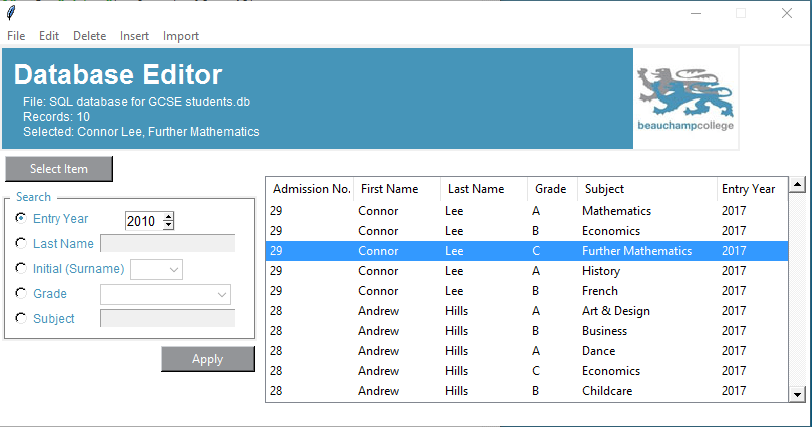 File Edit Delete Insert Import
Database Editor
File: SQL database for GCSE students.db
Records: 10
Selected: Connor Lee, Further Mathematics
beauchampcollege
Select Item
Search
Entry Year 2010
Last Name
Initial (Surname)
Grade
Subject
Apply
Admission No. First Name Last Name Grade Subject Entry Year
29 Connor Lee A Mathematics 2017
29 Connor Lee B Economics 2017
29 Connor Lee C Further Mathematics 2017
29 Connor Lee A History 2017
29 Connor Lee B French 2017
28 Andrew Hills A Art & Design 2017
28 Andrew Hills B Business 2017
28 Andrew Hills A Dance 2017
28 Andrew Hills C Economics 2017
28 Andrew Hills B Childcare 2017